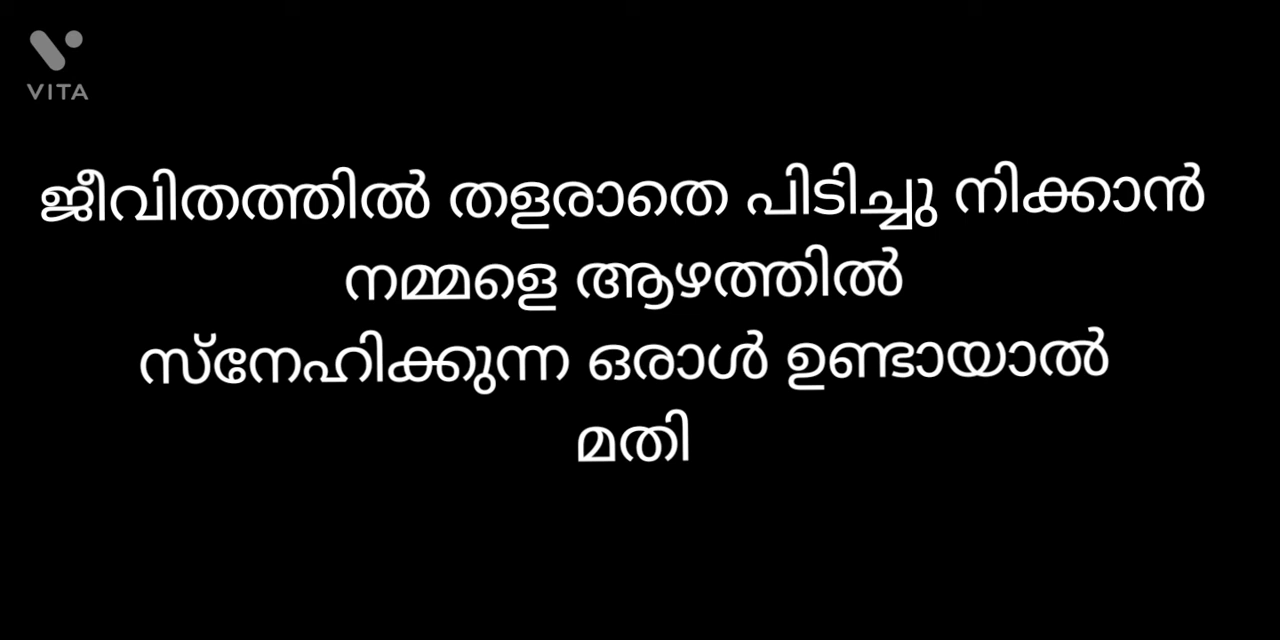 VITA
ജീവിതത്തിൽ തളരാതെ പിടിച്ചു നിക്കാൻ
നമ്മളെ ആഴത്തിൽ
സ്നേഹിക്കുന്ന ഒരാൾ ഉണ്ടായാൽ
മതി